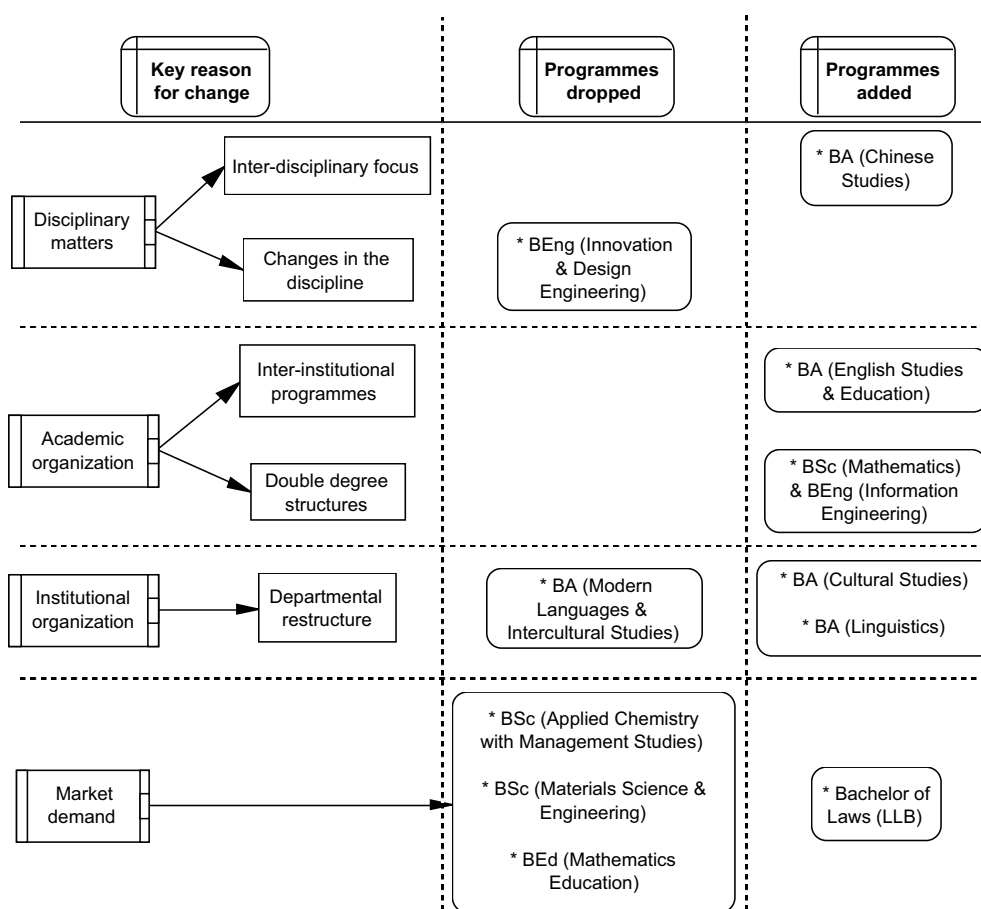 Key reason
for change
Programmes
dropped
Programmes
added
Disciplinary
matters
Inter-disciplinary focus
Changes in the
discipline
* BEng (Innovation
& Design
Engineering)
* BA (Chinese
Studies)
Academic
organization
Inter-institutional
programmes
Double degree
structures
* BA (English Studies
& Education)
* BSc (Mathematics)
& BEng (Information
Engineering)
Institutional
organization
Departmental
restructure
* BA (Modern
Languages &
Intercultural Studies)
* BA (Cultural Studies)
* BA (Linguistics)
Market
demand
* BSc (Applied Chemistry
with Management Studies)
* BSc (Materials Science &
Engineering)
* BEd (Mathematics
Education)
* Bachelor of
Laws (LLB)